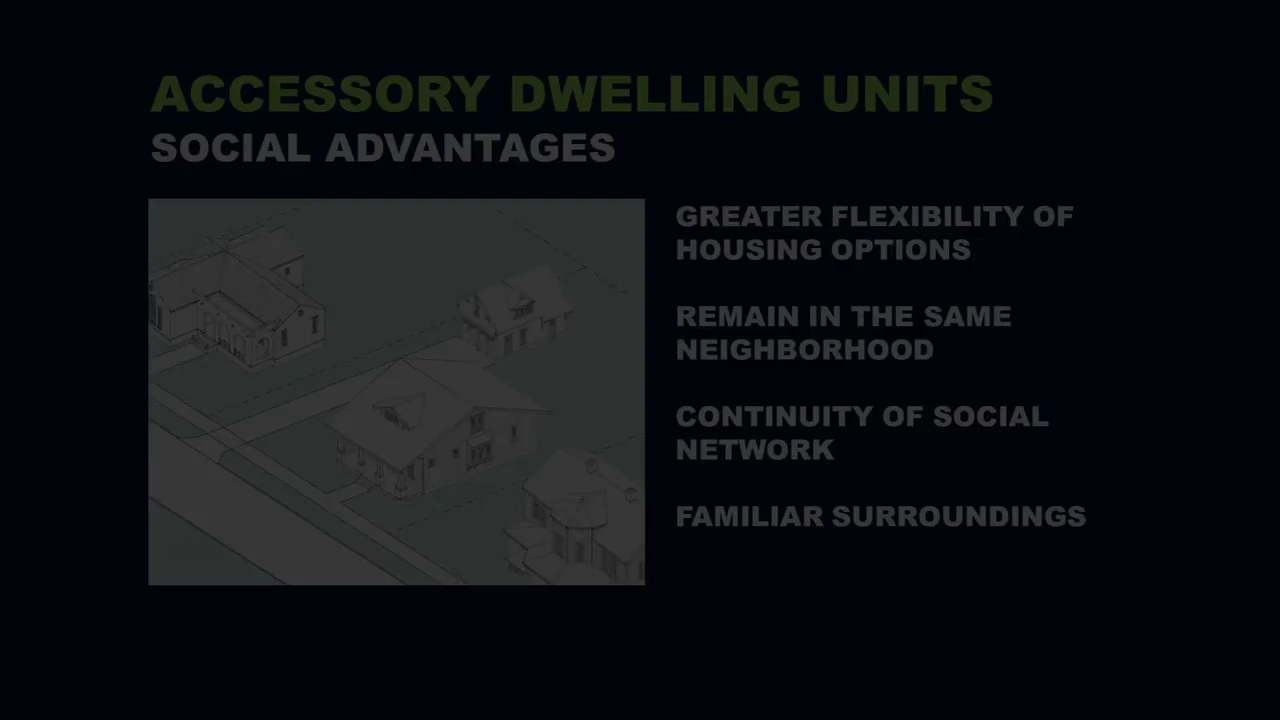 ACCESSORY DWELLING UNITS
SOCIAL ADVANTAGES
GREATER FLEXIBILITY OF
HOUSING OPTIONS
REMAIN IN THE SAME
NEIGHBORHOOD
CONTINUITY OF SOCIAL
NETWORK
FAMILIAR SURROUNDINGS